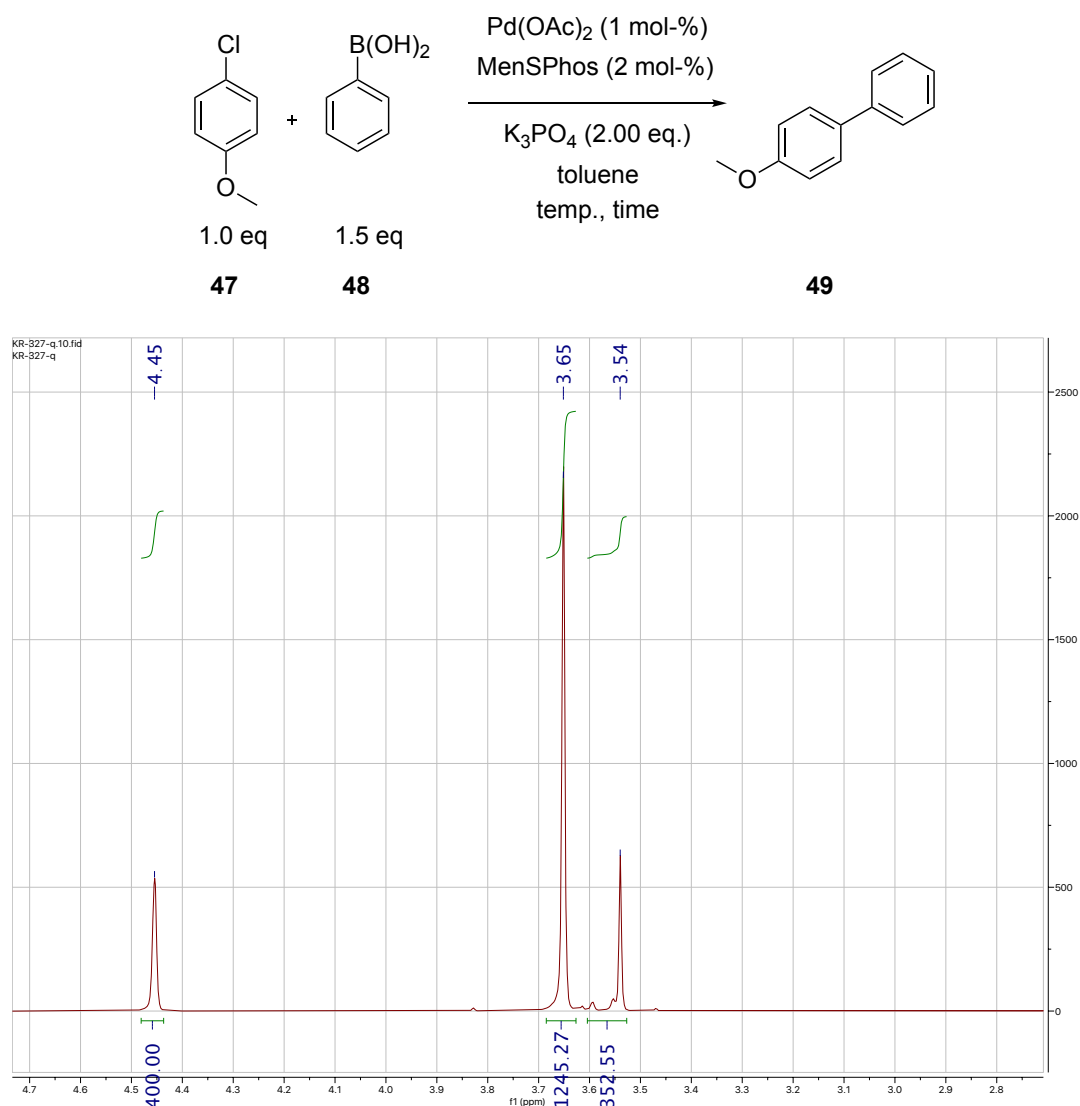 Cl
B(OH)2
+
O
1.0 eq
1.5 eq
47
48
Pd(OAc)2 (1 mol-%)
MenSPhos (2 mol-%)
K3PO4 (2.00 eq.)
toluene
temp., time
O
49
KR-327-q.10.fid
KR-327-q
4.45
3.65
3.54
2500
2000
1500
1000
500
0
400.00
1245.27
352.55
4.7 4.6 4.5 4.4 4.3 4.2 4.1 4.0 3.9 3.8 3.7 3.6 3.5 3.4 3.3 3.2 3.1 3.0 2.9 2.8
f1 (ppm)